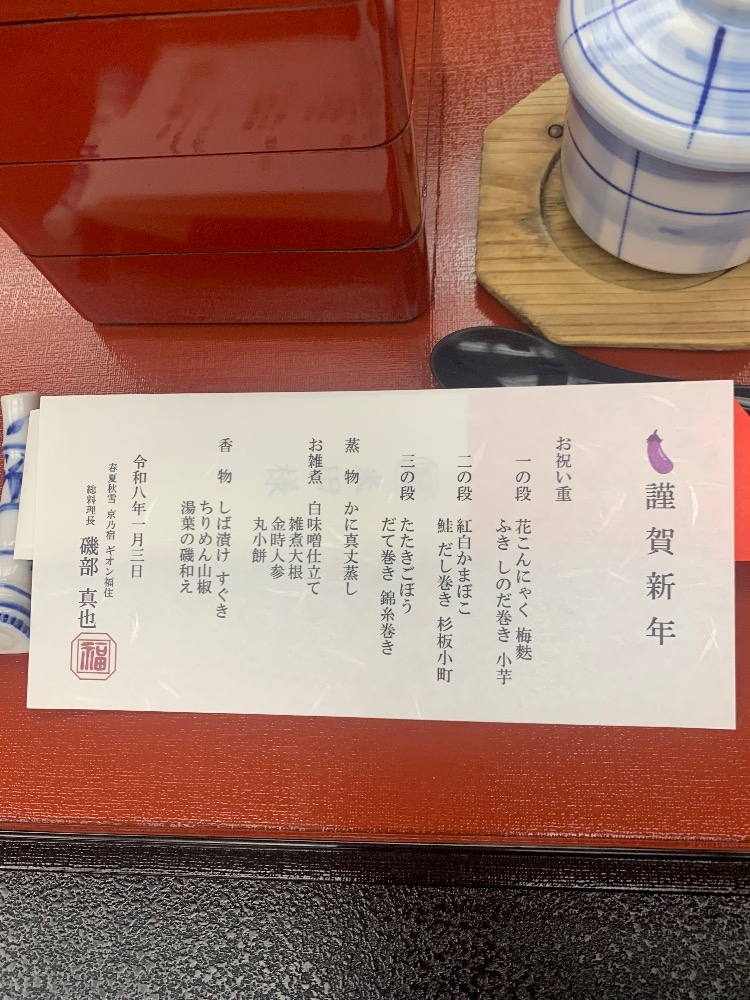 謹賀新年
お祝い重
一の段 花こんにゃく 梅麩
ふき しのだ巻き 小芋
二の段 紅白かまぼこ
鮭 だし巻き 杉板小町
三の段 たたきごぼう
だて巻き 錦糸巻き
蒸 物 かに真丈蒸し
お雑煮 白味噌仕立て
雑煮大根
金時人参
丸小餅
香 物 しば漬け すぐき
ちりめん山椒
湯葉の磯和え
令和八年一月三日
春夏秋雪 京乃宿 ギオン福住
総料理長 磯部 真也
福